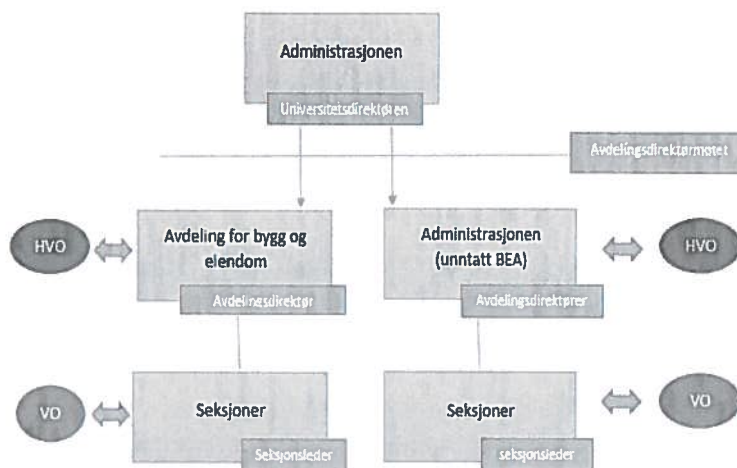 Administrasjonen
Universitetsdirektøren
Avdelingsdirektørmøtet
HVO
Avdeling for bygg og
eiendom
Avdelingsdirektør
Administrasjonen
(unntatt BEA)
Avdelingsdirektører
HVO
VO
Seksjoner
Seksjonsleder
Seksjoner
seksjonsleder
VO